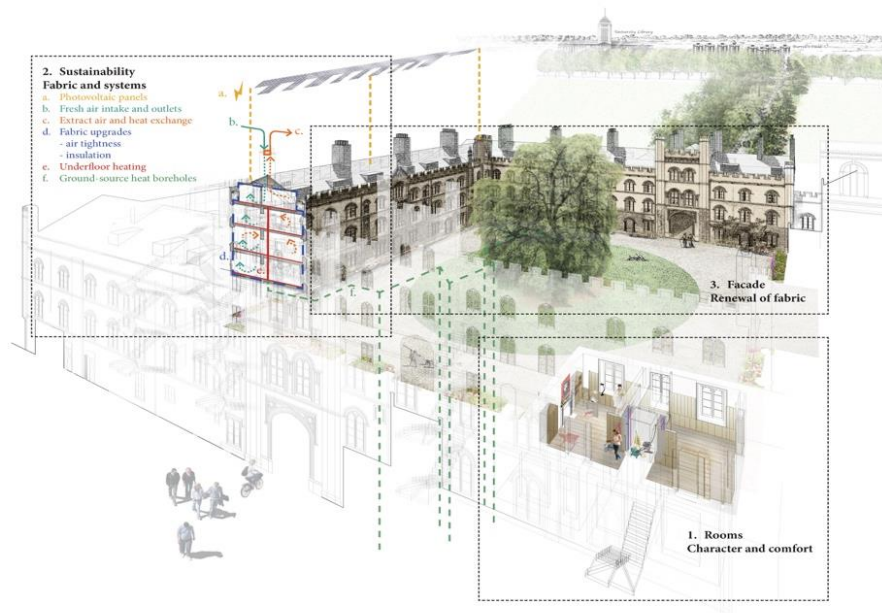 University Library
2. Sustainability
Fabric and systems
a. Photovoltaic panels
b. Fresh air intake and outlets
c. Extract air and heat exchange
d. Fabric upgrades
- air tightness
- insulation
e. Underfloor heating
f. Ground-source heat boreholes
a.
b.
c.
d.
e.
f.
3. Facade
Renewal of fabric
1. Rooms
Character and comfort